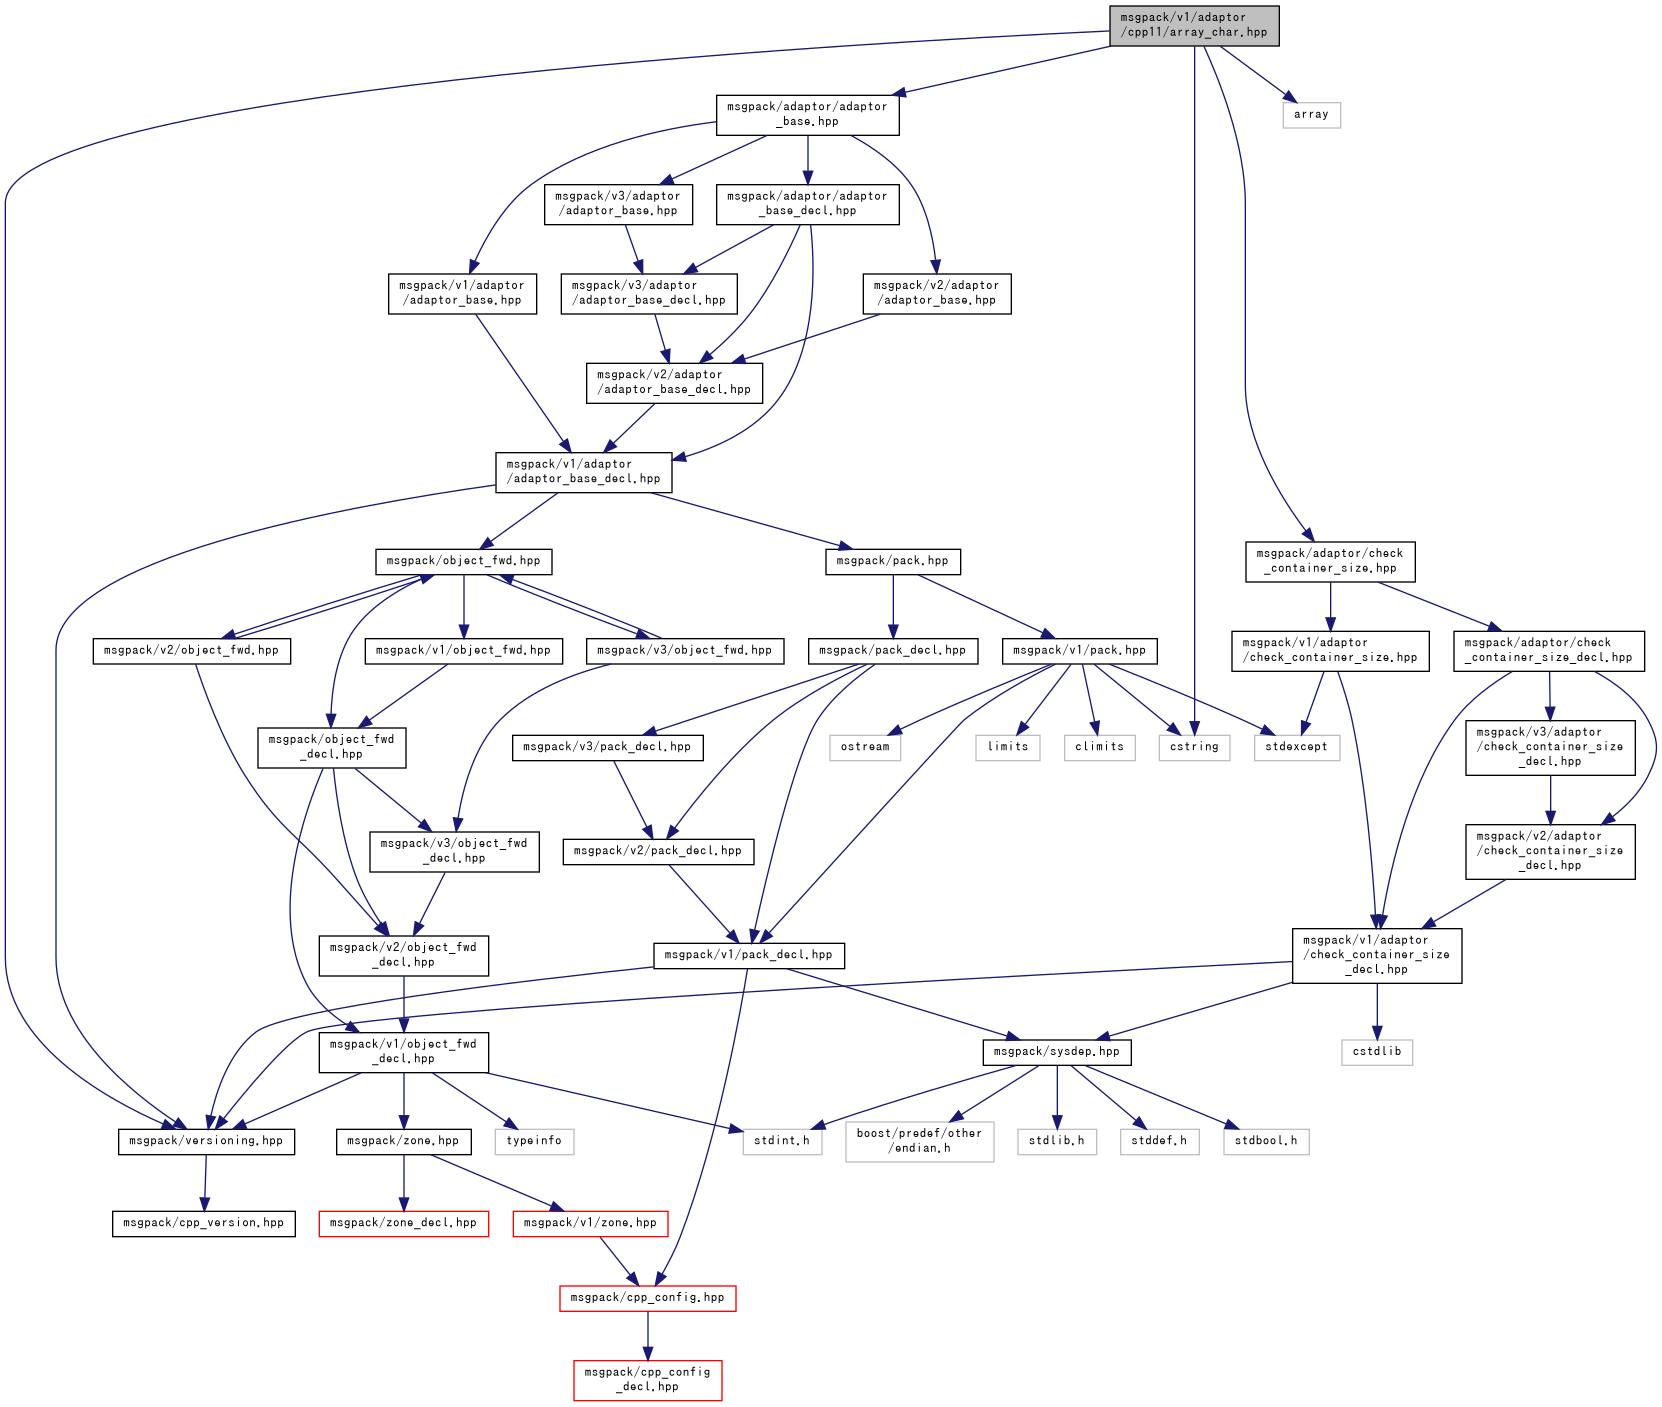 msgpack/v1/adaptor
/cpp11/array_char.hpp
msgpack/adaptor/adaptor
_base.hpp
array
msgpack/v3/adaptor
/adaptor_base.hpp
msgpack/adaptor/adaptor
_base_decl.hpp
msgpack/v1/adaptor
/adaptor_base.hpp
msgpack/v3/adaptor
/adaptor_base_decl.hpp
msgpack/v2/adaptor
/adaptor_base.hpp
msgpack/v2/adaptor
/adaptor_base_decl.hpp
msgpack/v1/adaptor
/adaptor_base_decl.hpp
msgpack/object_fwd.hpp
msgpack/pack.hpp
msgpack/adaptor/check
_container_size.hpp
msgpack/v2/object_fwd.hpp
msgpack/v1/object_fwd.hpp
msgpack/v3/object_fwd.hpp
msgpack/pack_decl.hpp
msgpack/v1/pack.hpp
msgpack/v1/adaptor
/check_container_size.hpp
msgpack/adaptor/check
_container_size_decl.hpp
msgpack/object_fwd
_decl.hpp
msgpack/v3/pack_decl.hpp
ostream
limits
climits
cstring
stdexcept
msgpack/v3/adaptor
/check_container_size
_decl.hpp
msgpack/v3/object_fwd
_decl.hpp
msgpack/v2/pack_decl.hpp
msgpack/v2/adaptor
/check_container_size
_decl.hpp
msgpack/v2/object_fwd
_decl.hpp
msgpack/v1/pack_decl.hpp
msgpack/v1/adaptor
/check_container_size
_decl.hpp
msgpack/v1/object_fwd
_decl.hpp
msgpack/sysdep.hpp
cstdlib
msgpack/versioning.hpp
msgpack/zone.hpp
typeinfo
stdint.h
boost/predef/other
/endian.h
stdlib.h
stddef.h
stdbool.h
msgpack/cpp_version.hpp
msgpack/zone_decl.hpp
msgpack/v1/zone.hpp
msgpack/cpp_config.hpp
msgpack/cpp_config
_decl.hpp